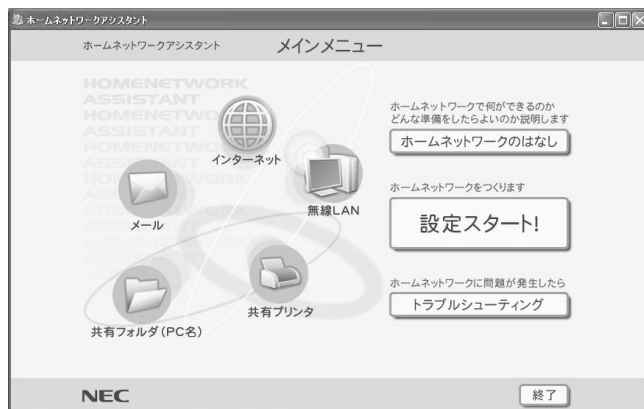 ホームネットワークアシスタント
ホームネットワークアシスタント
メインメニュー
HOMENETWORK
ASSISTANT
HOMENETWO
ASSISTANT
HOMENETWO
ASSISTANT
インターネット
メール
無線LAN
共有フォルダ(PC名)
共有プリンタ
ホームネットワークで何ができるのか
どんな準備をしたらよいのか説明します
ホームネットワークのはなし
ホームネットワークをつくります
設定スタート!
ホームネットワークに問題が発生したら
トラブルシューティング
NEC
終了